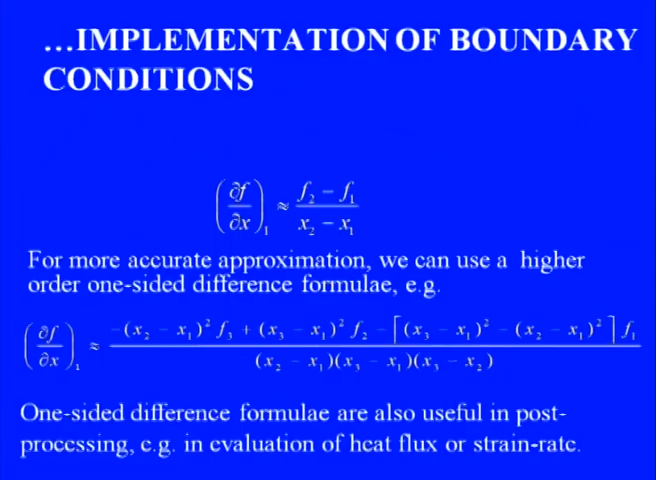 ...IMPLEMENTATION OF BOUNDARY
CONDITIONS
(∂f/∂x)₁ ≈ (f₂ − f₁)/(x₂ − x₁)
For more accurate approximation, we can use a higher
order one-sided difference formulae, e.g.
(∂f/∂x)₁ ≈ (−(x₂ − x₁)² f₃ + (x₃ − x₁)² f₂ − [(x₃ − x₁)² − (x₂ − x₁)²] f₁)/((x₂ − x₁)(x₃ − x₁)(x₃ − x₂))
One-sided difference formulae are also useful in post-
processing, e.g. in evaluation of heat flux or strain-rate.